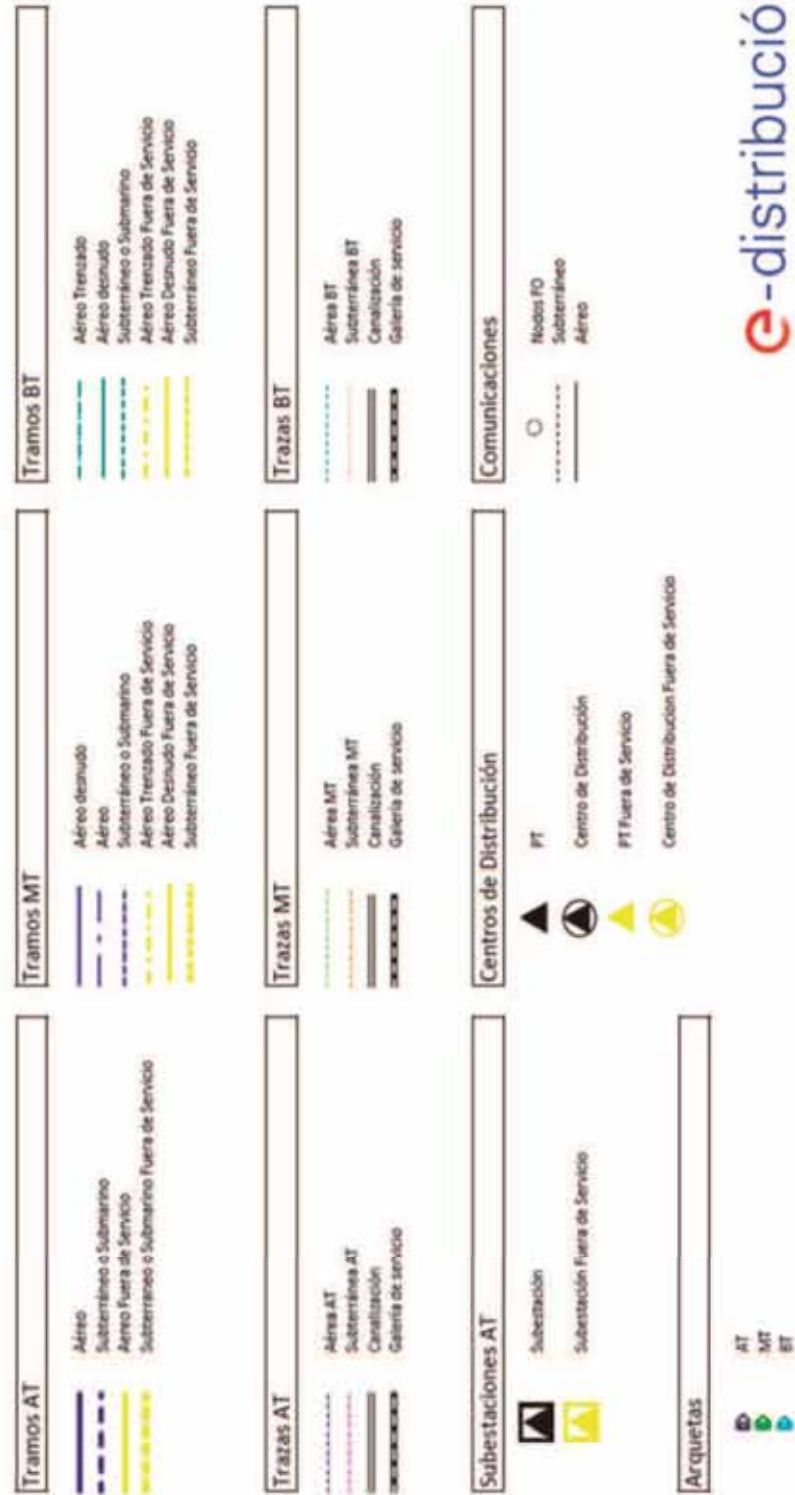 Tramos AT
Aéreo
Subterráneo o Submarino
Aereo Fuera de Servicio
Subterraneo o Submarino Fuera de Servicio
Tramos MT
Aéreo desnudo
Aéreo
Subterráneo o Submarino
Aéreo Trenzado Fuera de Servicio
Aéreo Desnudo Fuera de Servicio
Subterráneo Fuera de Servicio
Tramos BT
Aéreo Trenzado
Aéreo desnudo
Subterráneo o Submarino
Aéreo Trenzado Fuera de Servicio
Aéreo Desnudo Fuera de Servicio
Subterráneo Fuera de Servicio
Trazas AT
Aérea AT
Subterránea AT
Canalización
Galería de servicio
Trazas MT
Aérea MT
Subterránea MT
Canalización
Galería de servicio
Trazas BT
Aérea BT
Subterránea BT
Canalización
Galería de servicio
Subestaciones AT
Subestación
Subestación Fuera de Servicio
Centros de Distribución
PT
Centro de Distribución
PT Fuera de Servicio
Centro de Distribucion Fuera de Servicio
Comunicaciones
Nodos FO
Subterráneo
Aéreo
Arquetas
AT
MT
BT
e-distribució